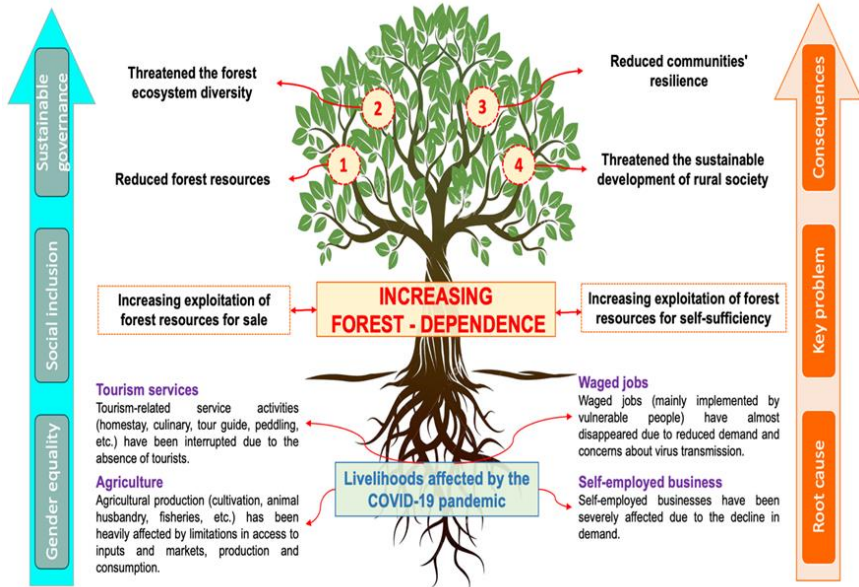 Sustainable
governance
Social inclusion
Gender equality
Threatened the forest
ecosystem diversity
Reduced forest resources
2
1
3
4
Reduced communities'
resilience
Threatened the sustainable
development of rural society
Increasing exploitation of
forest resources for sale
INCREASING
FOREST - DEPENDENCE
Increasing exploitation of forest
resources for self-sufficiency
Tourism services
Tourism-related service activities
(homestay, culinary, tour guide, peddling,
etc.) have been interrupted due to the
absence of tourists.
Agriculture
Agricultural production (cultivation, animal
husbandry, fisheries, etc.) has been
heavily affected by limitations in access to
inputs and markets, production and
consumption.
Livelihoods affected by the
COVID-19 pandemic
Waged jobs
Waged jobs (mainly implemented by
vulnerable people) have almost
disappeared due to reduced demand and
concerns about virus transmission.
Self-employed business
Self-employed businesses have been
severely affected due to the decline in
demand.
Consequences
Key problem
Root cause